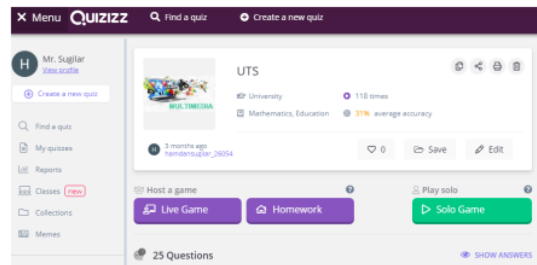 Menu QUIZIZZ Find a quiz Create a new quiz
H Mr. Sugilar
View profile
Create a new quiz
Find a quiz
My quizzes
Reports
Classes new
Collections
Memes
MULTIMEDIA
UTS
University 118 times
Mathematics, Education 31% average accuracy
H 3 months ago
hamdansugilar_26054
0 Save Edit
Host a game ? Play solo ?
Live Game Homework Solo Game
25 Questions SHOW ANSWERS